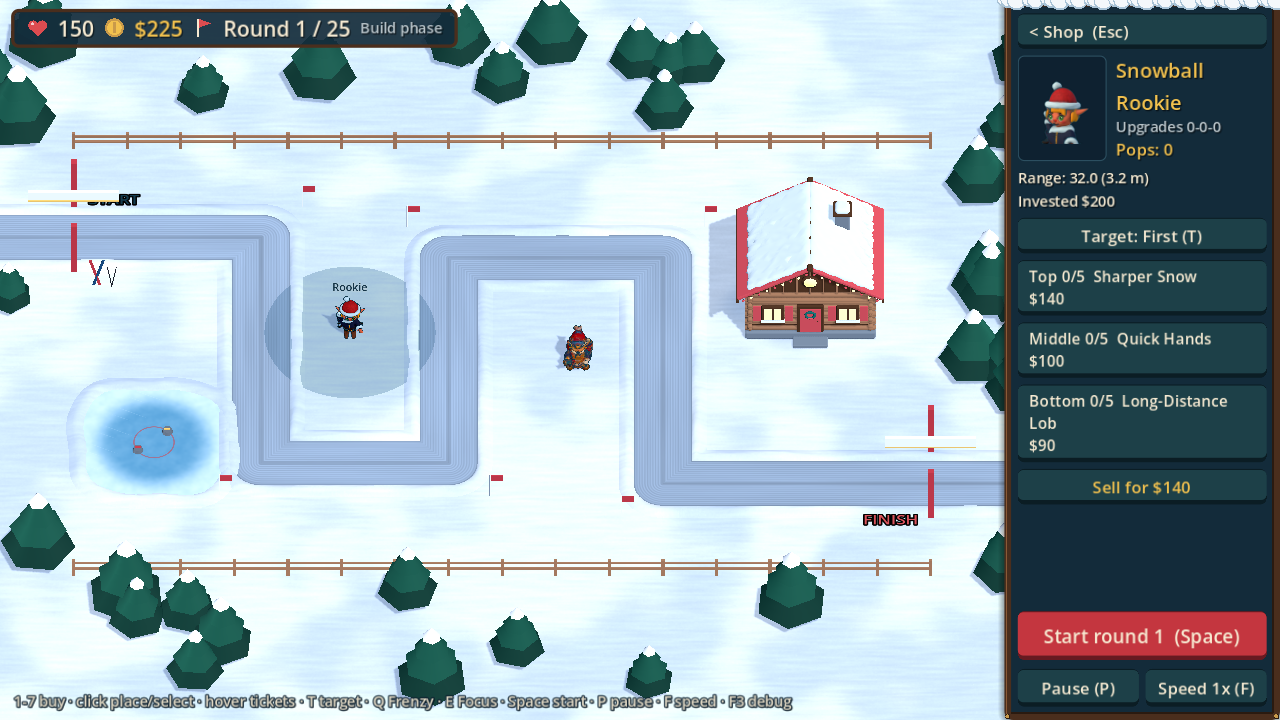 150 $225 Round 1 / 25 Build phase
START
Rookie
FINISH
1-7 buy · click place/select · hover tickets · T target · Q Frenzy · E Focus · Space start · P pause · F speed · F3 debug
< Shop (Esc)
Snowball
Rookie
Upgrades 0-0-0
Pops: 0
Range: 32.0 (3.2 m)
Invested $200
Target: First (T)
Top 0/5 Sharper Snow
$140
Middle 0/5 Quick Hands
$100
Bottom 0/5 Long-Distance
Lob
$90
Sell for $140
Start round 1 (Space)
Pause (P) Speed 1x (F)